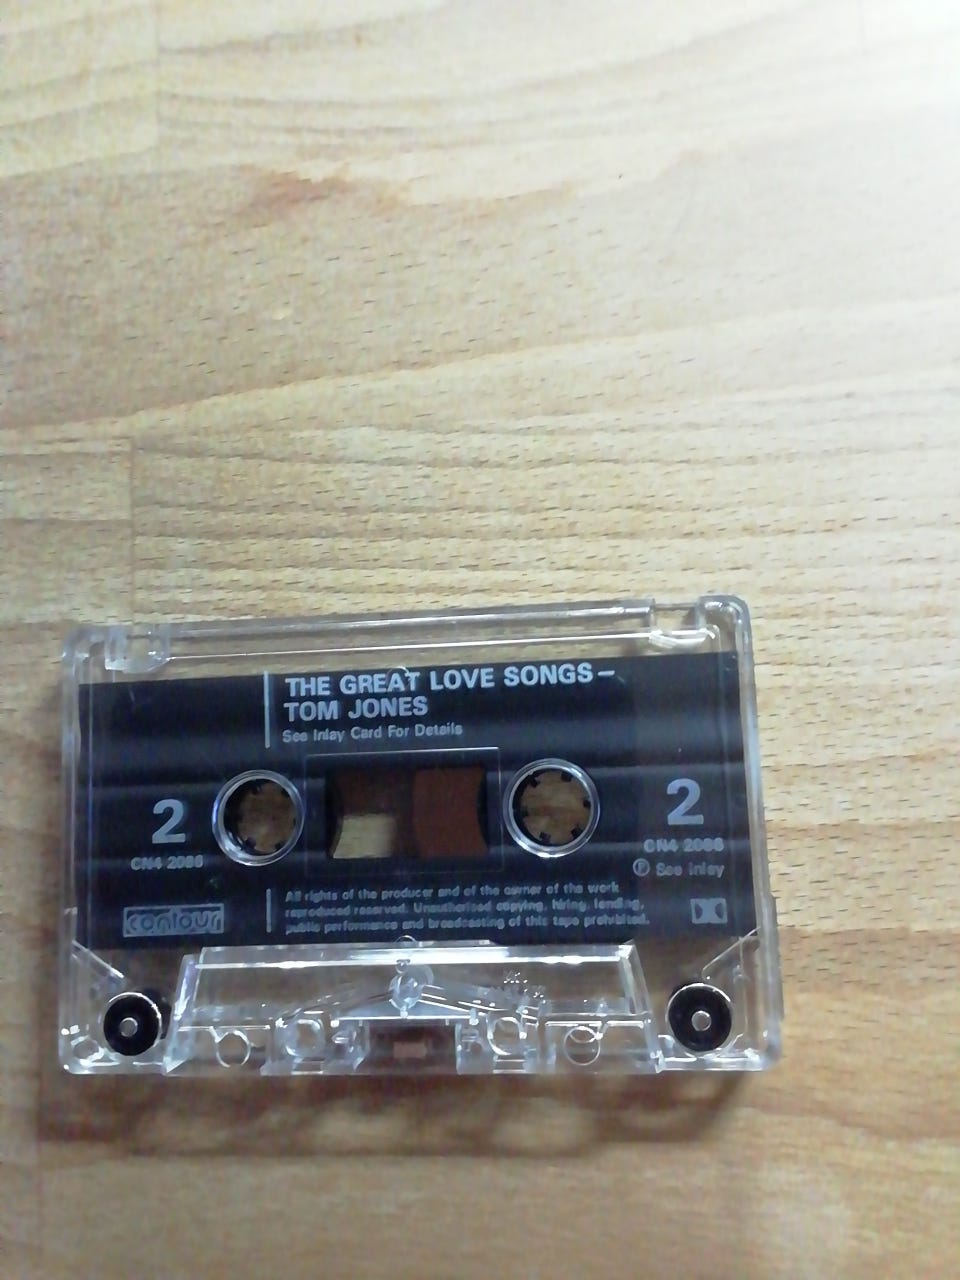 THE GREAT LOVE SONGS–
TOM JONES
See Inlay Card For Details
2
2
CN4 2086
CN4 2086
Ⓟ See Inlay
contour
All rights of the producer and of the owner of the work
reproduced reserved. Unauthorised copying, hiring, lending,
public performance and broadcasting of this tape prohibited.